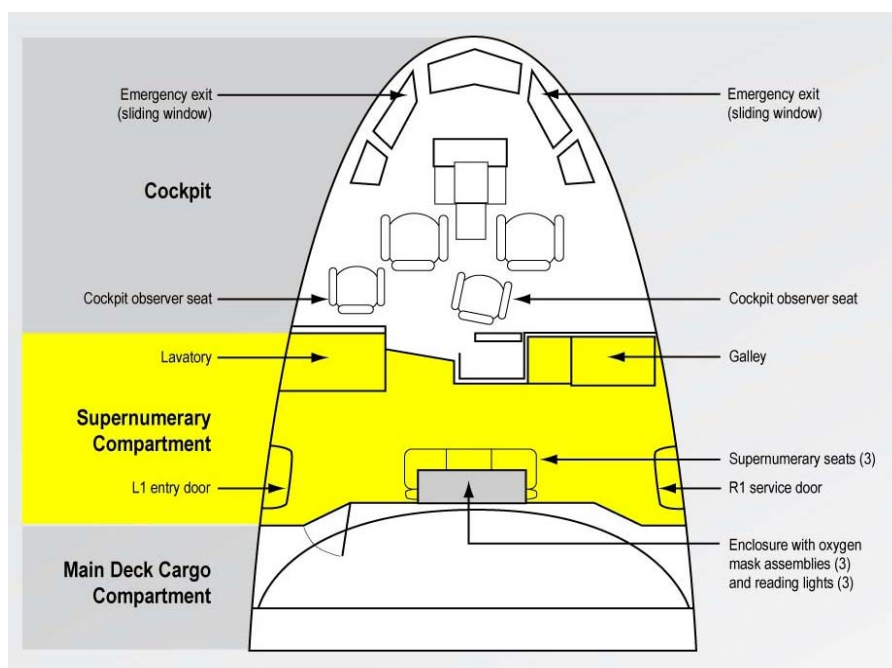 Emergency exit
(sliding window)
Emergency exit
(sliding window)
Cockpit
Cockpit observer seat
Cockpit observer seat
Lavatory
Galley
Supernumerary
Compartment
Supernumerary seats (3)
L1 entry door
R1 service door
Enclosure with oxygen
mask assemblies (3)
and reading lights (3)
Main Deck Cargo
Compartment